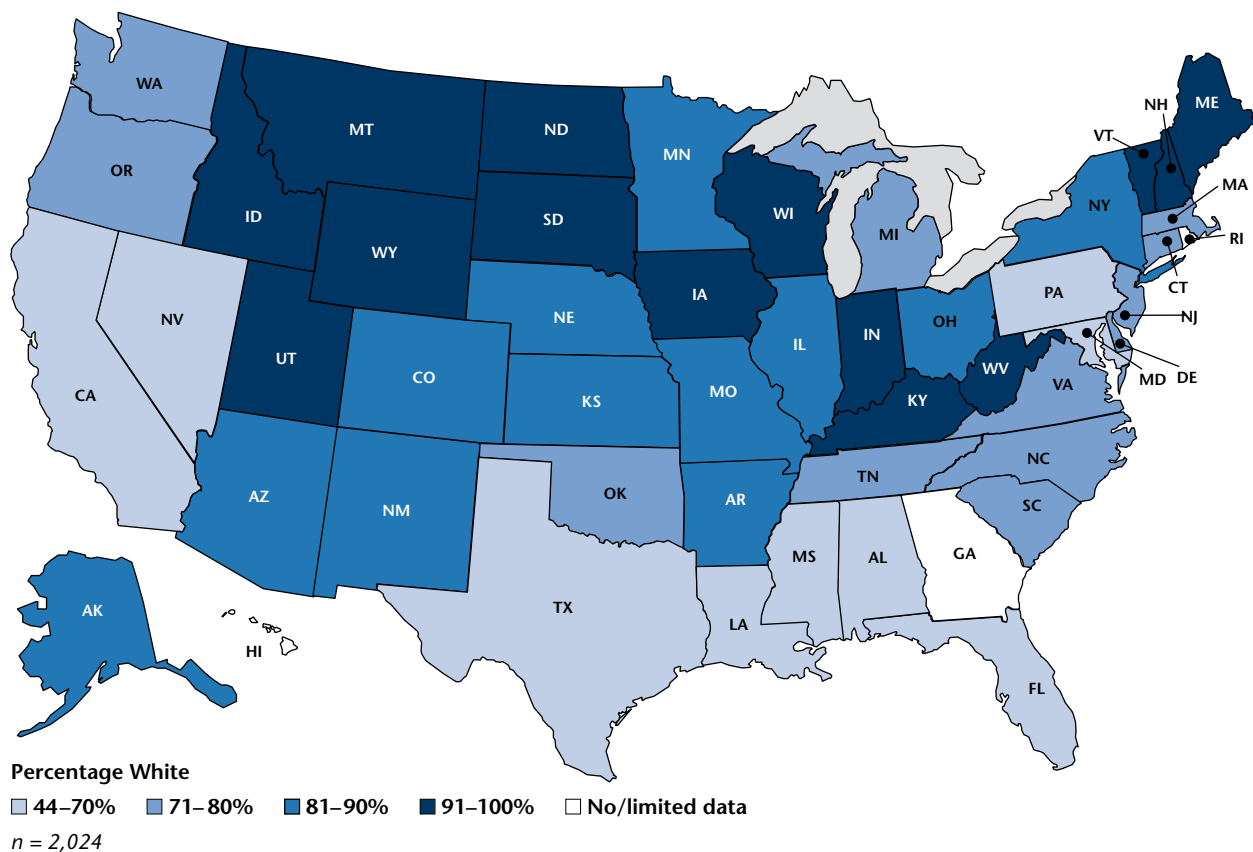 WA
MT
ND
MN
ME
NH
VT
OR
ID
SD
WI
MI
NY
MA
RI
WY
CT
IA
PA
NV
NE
NJ
OH
IL
IN
UT
CO
WV
MD
DE
CA
KS
MO
KY
VA
NC
TN
AZ
NM
OK
AR
SC
MS
AL
GA
TX
AK
LA
HI
FL
Percentage White
44–70% 71–80% 81–90% 91–100% No/limited data
n = 2,024